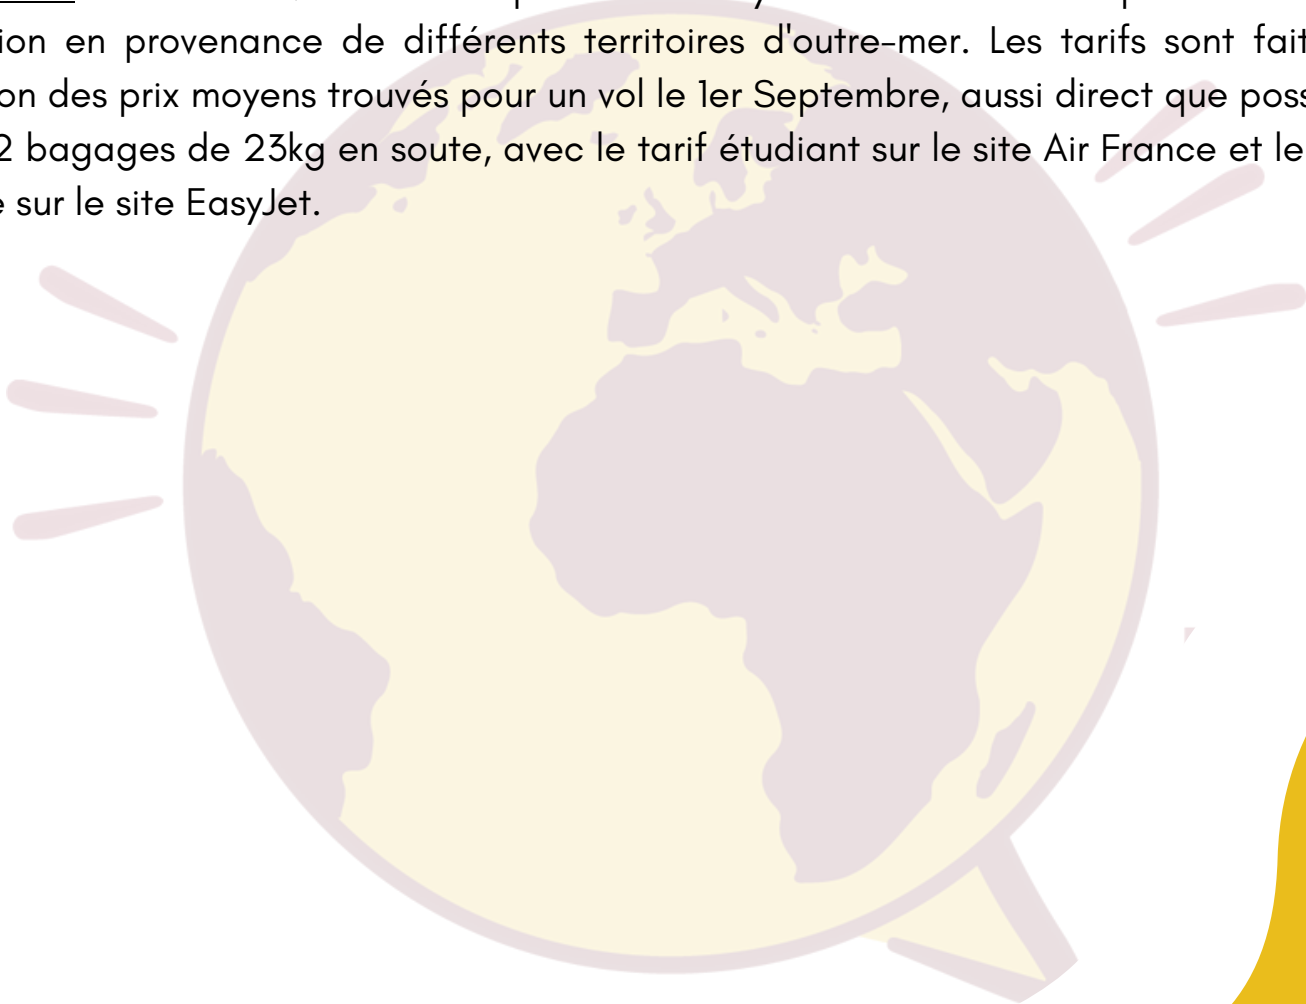 ion en provenance de différents territoires d'outre-mer. Les tarifs sont fait
on des prix moyens trouvés pour un vol le 1er Septembre, aussi direct que poss
2 bagages de 23kg en soute, avec le tarif étudiant sur le site Air France et le
e sur le site EasyJet.